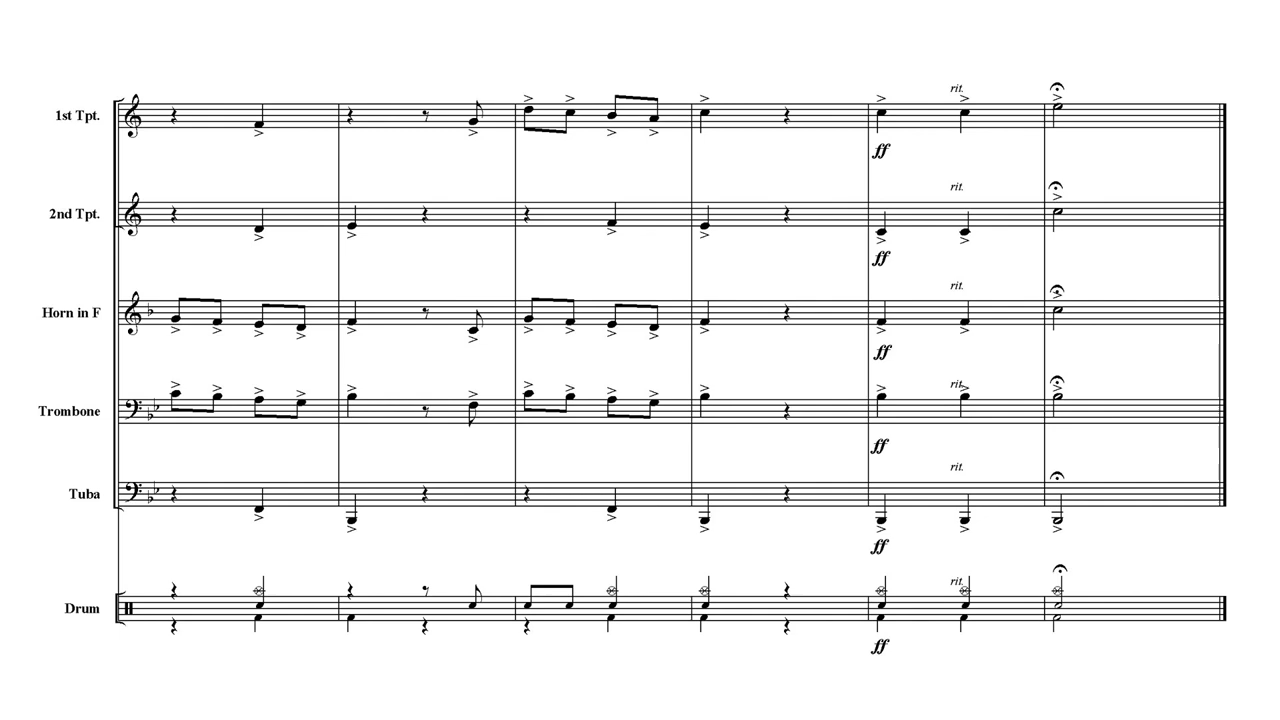 rit.
1st Tpt.
ff
rit.
2nd Tpt.
ff
rit.
Horn in F
ff
rit.
Trombone
ff
rit.
Tuba
ff
rit.
Drum
ff